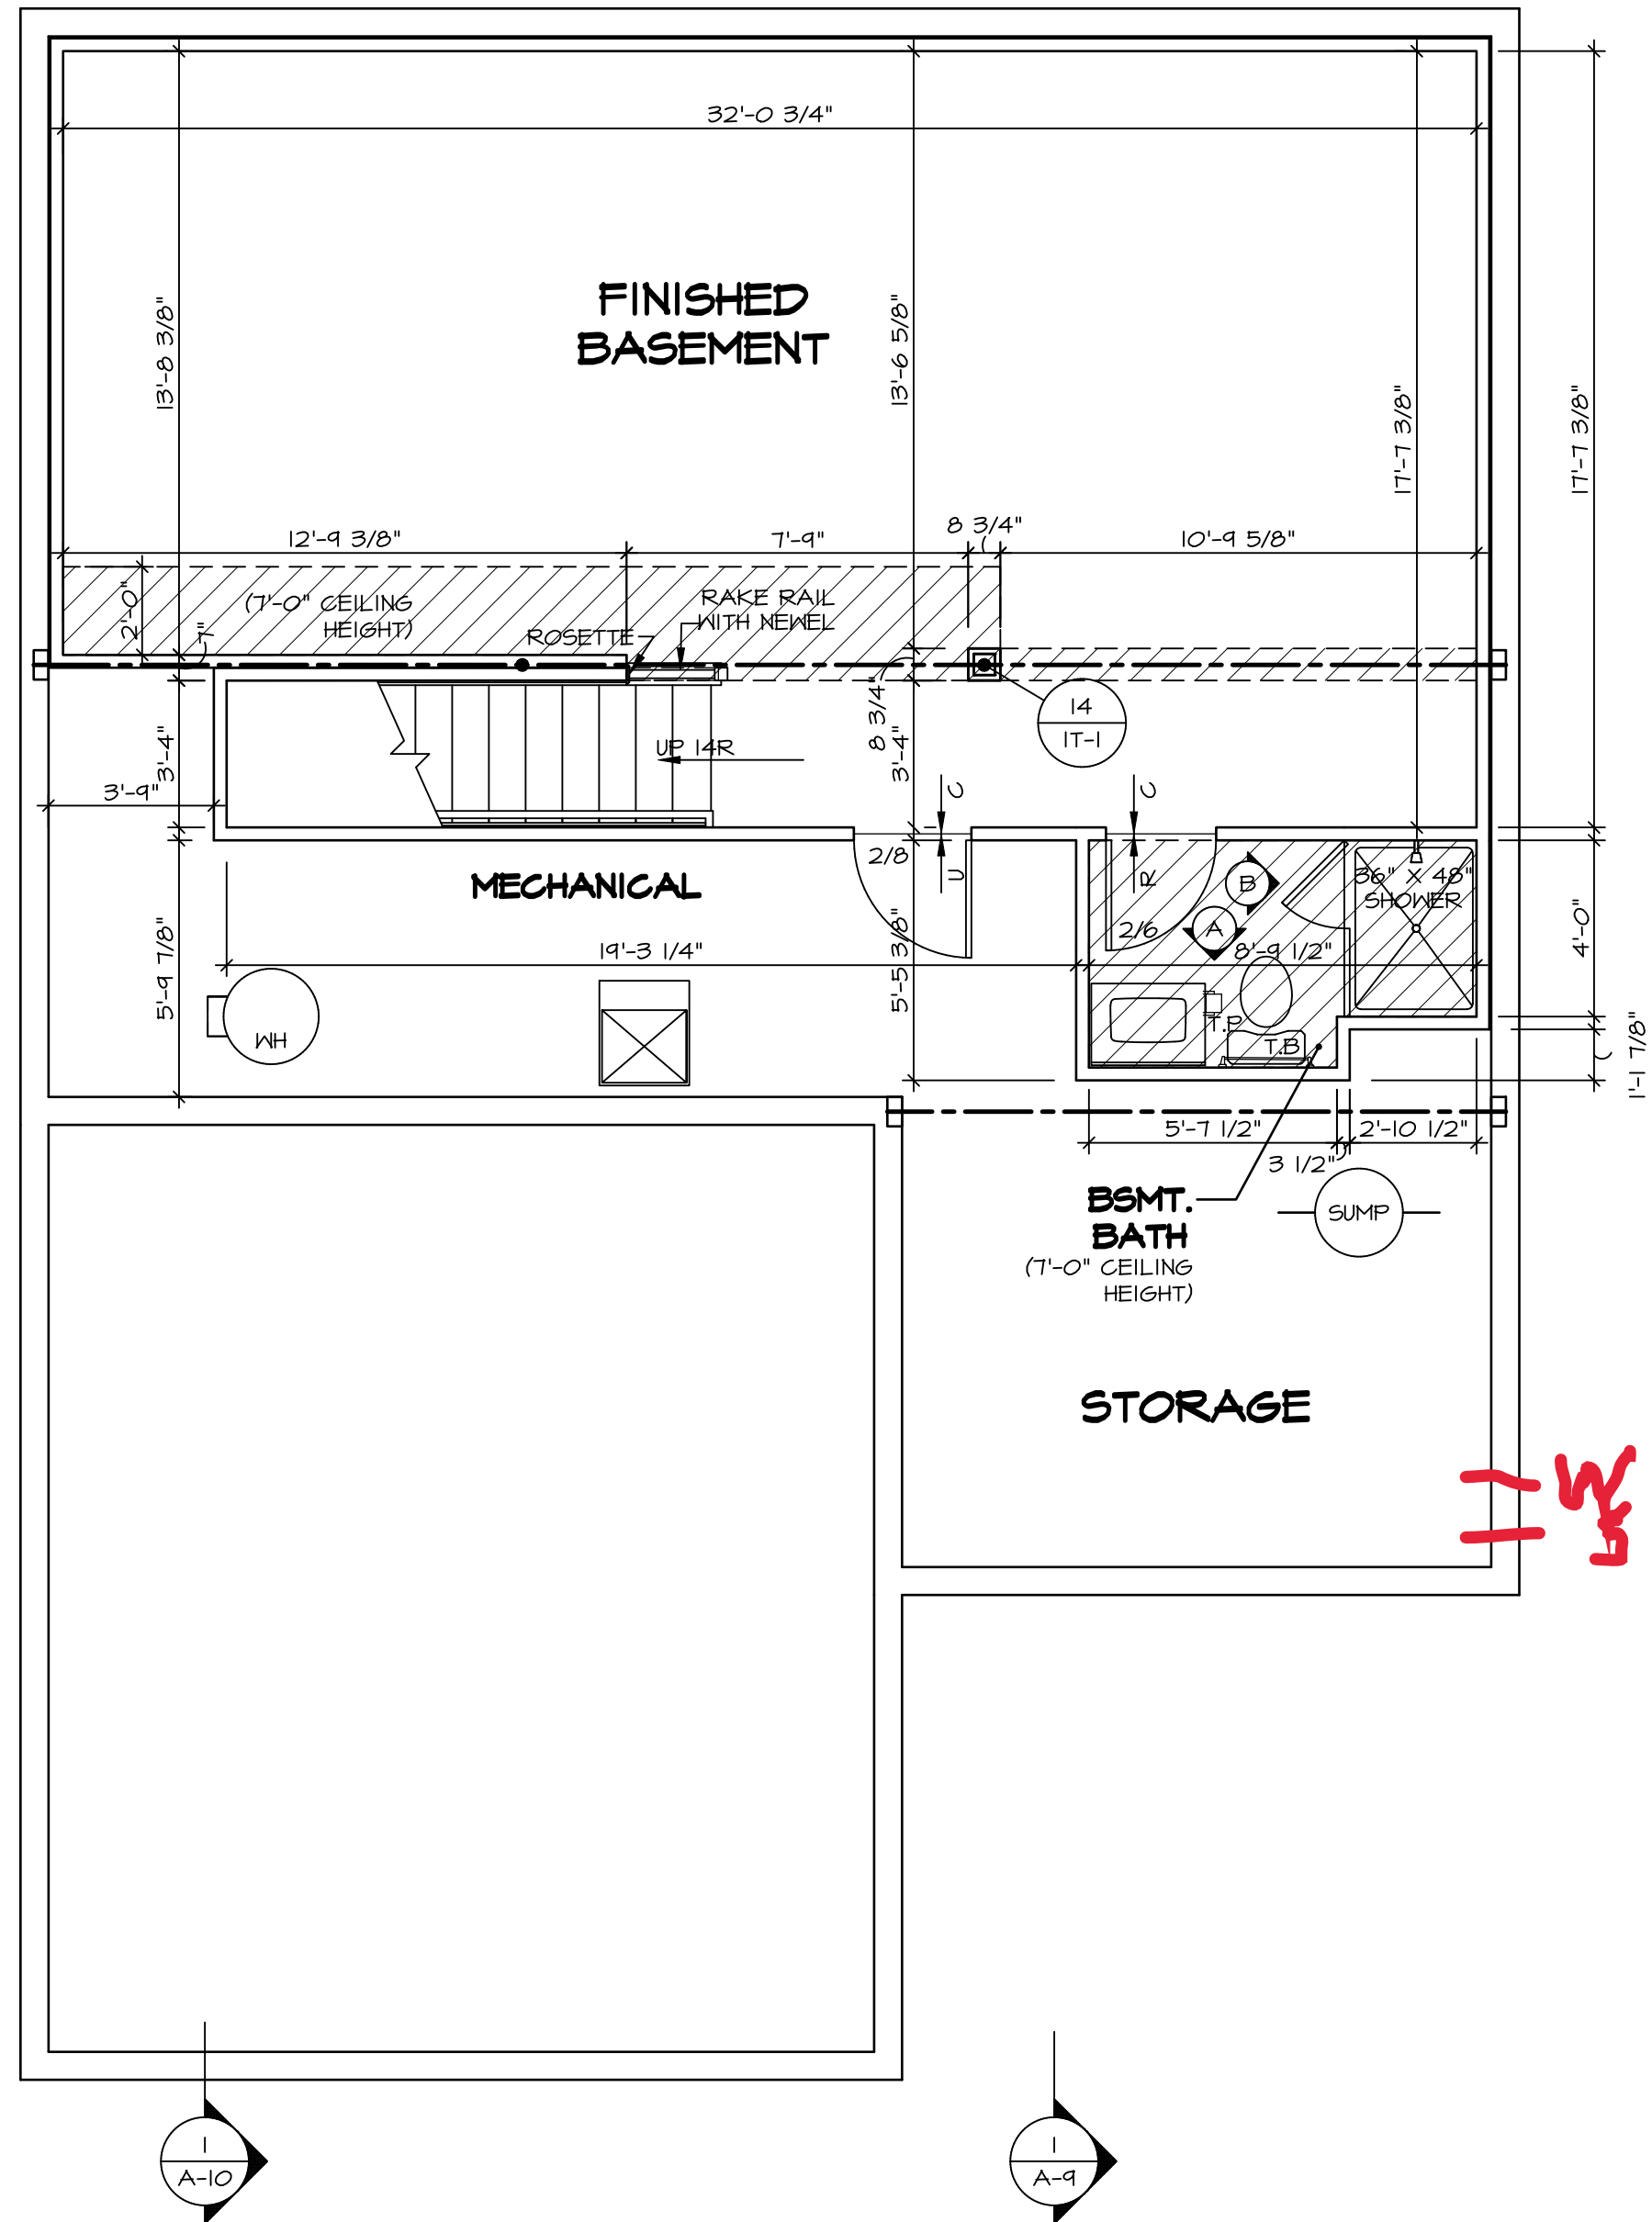 32'-0 3/4"
FINISHED
BASEMENT
13'-8 3/8"
13'-6 5/8"
17'-7 3/8"
17'-7 3/8"
12'-9 3/8"
7'-9"
8 3/4"
10'-9 5/8"
2'-0"
7"
(7'-0" CEILING
HEIGHT)
ROSETTE
RAKE RAIL
WITH NEWEL
8 3/4"
14
1T-1
UP 14R
3'-4"
3'-4"
3'-9"
C
C
2/8
U
R
MECHANICAL
2/6
A
B
36" X 48"
SHOWER
5'-9 7/8"
19'-3 1/4"
5'-5 3/8"
8'-9 1/2"
4'-0"
WH
T.P
T.B
1'-1 7/8"
5'-7 1/2"
3 1/2"
2'-10 1/2"
BSMT.
BATH
(7'-0" CEILING
HEIGHT)
SUMP
STORAGE
1
A-10
1
A-9